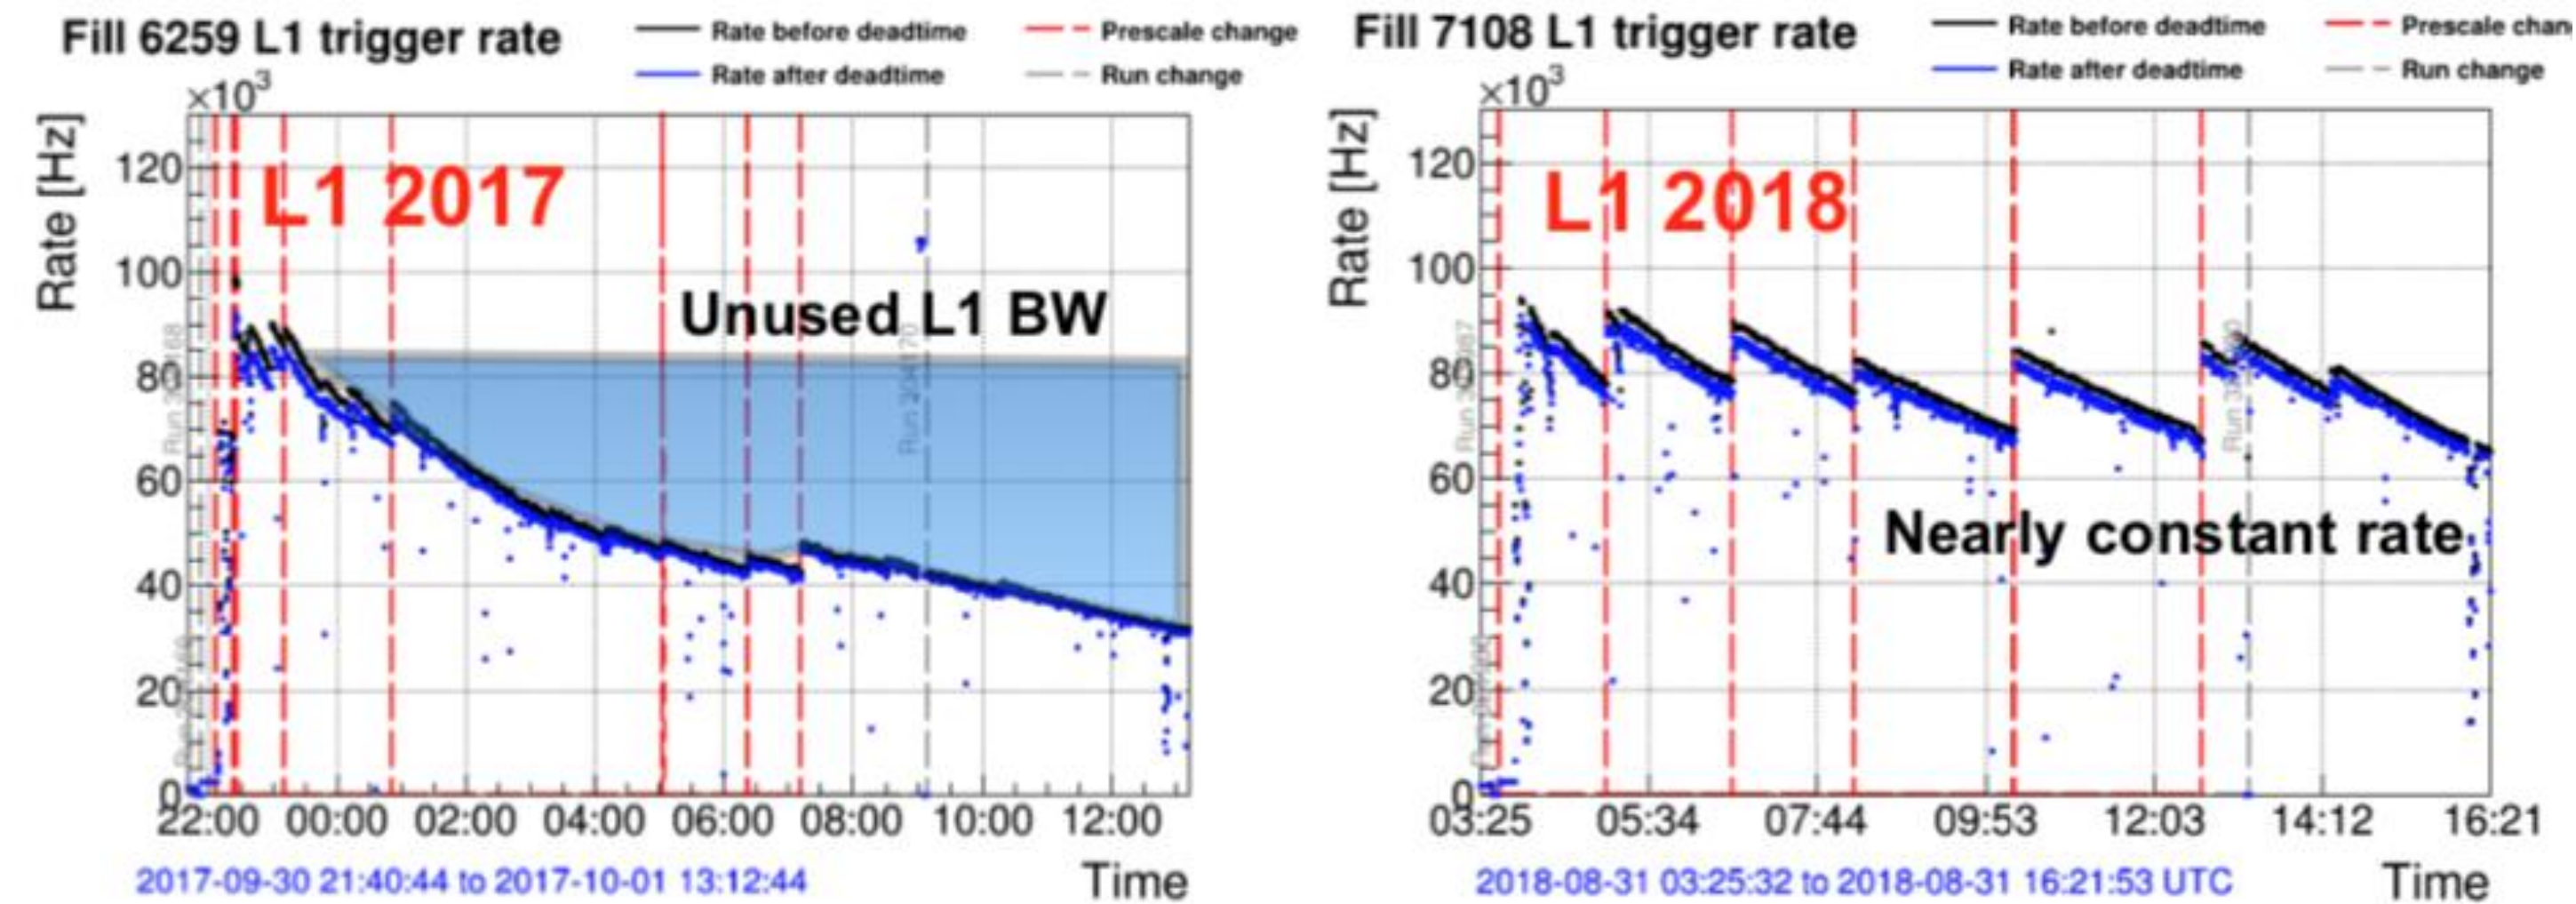 Fill 6259 L1 trigger rate
Rate before deadtime
Prescale change
Rate after deadtime
Run change
×10³
Rate [Hz]
L1 2017
Unused L1 BW
120
100
80
60
40
20
0
22:00 00:00 02:00 04:00 06:00 08:00 10:00 12:00
2017-09-30 21:40:44 to 2017-10-01 13:12:44
Time
Fill 7108 L1 trigger rate
Rate before deadtime
Prescale chan
Rate after deadtime
Run change
×10³
Rate [Hz]
L1 2018
Nearly constant rate
120
100
80
60
40
20
0
03:25 05:34 07:44 09:53 12:03 14:12 16:21
2018-08-31 03:25:32 to 2018-08-31 16:21:53 UTC
Time